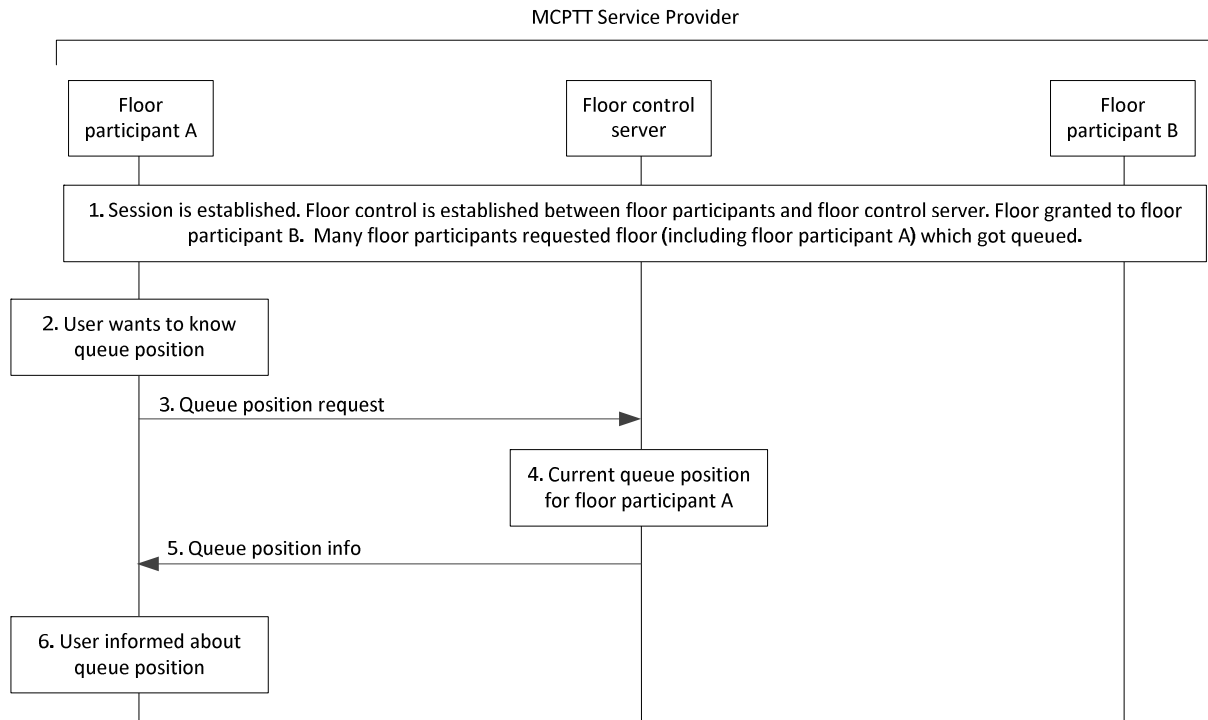 MCPTT Service Provider
Floor
participant A
Floor control
server
Floor
participant B
1. Session is established. Floor control is established between floor participants and floor control server. Floor granted to floor
participant B.  Many floor participants requested floor (including floor participant A) which got queued.
2. User wants to know
queue position
3. Queue position request
4. Current queue position
for floor participant A
5. Queue position info
6. User informed about
queue position